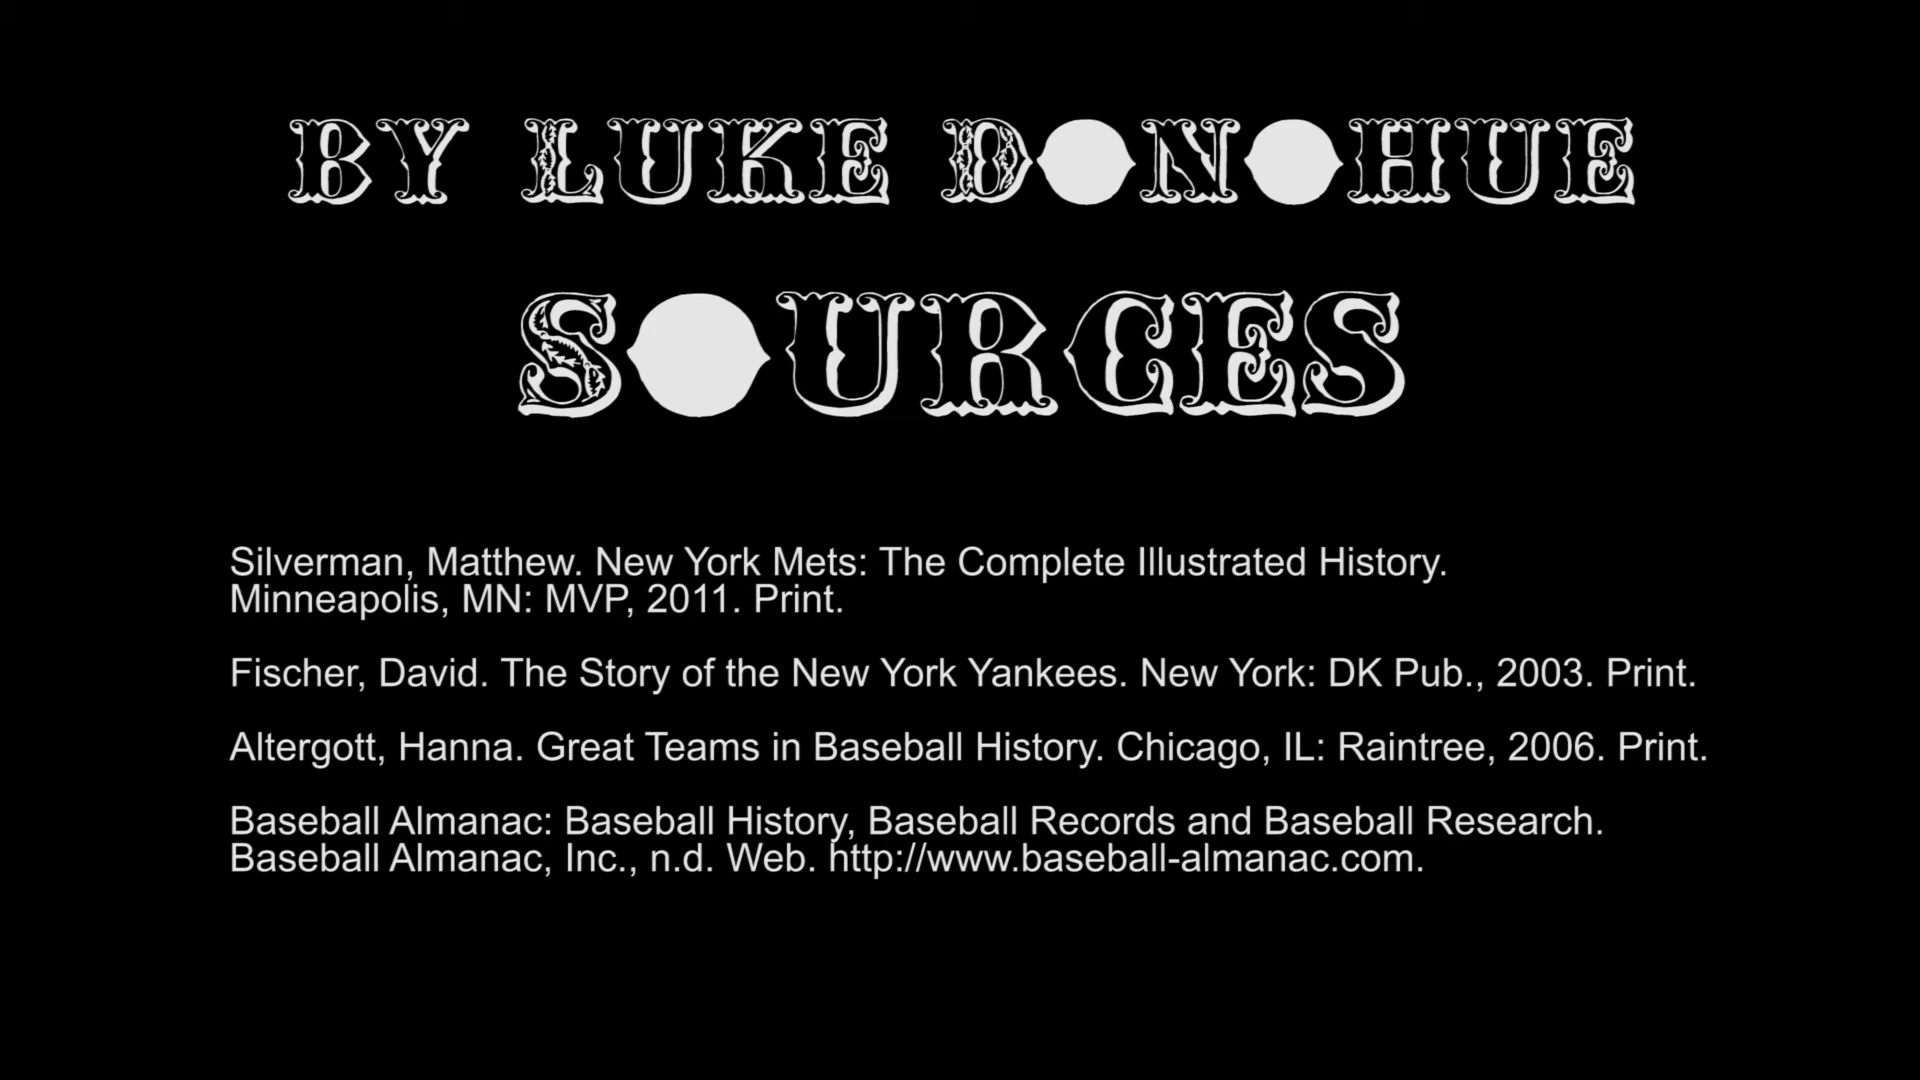 BY LUKE DONOHUE
SOURCES
Silverman, Matthew. New York Mets: The Complete Illustrated History.
Minneapolis, MN: MVP, 2011. Print.
Fischer, David. The Story of the New York Yankees. New York: DK Pub., 2003. Print.
Altergott, Hanna. Great Teams in Baseball History. Chicago, IL: Raintree, 2006. Print.
Baseball Almanac: Baseball History, Baseball Records and Baseball Research.
Baseball Almanac, Inc., n.d. Web. http://www.baseball-almanac.com.